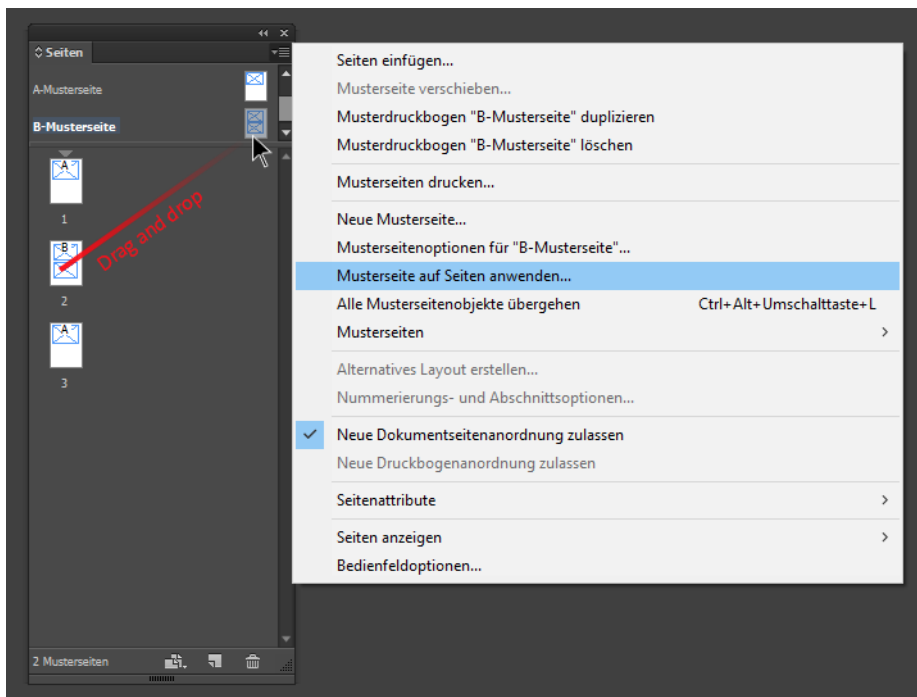 Seiten
A-Musterseite
B-Musterseite
A
1
B
2
A
3
Drag and drop
2 Musterseiten
Seiten einfügen...
Musterseite verschieben...
Musterdruckbogen "B-Musterseite" duplizieren
Musterdruckbogen "B-Musterseite" löschen
Musterseiten drucken...
Neue Musterseite...
Musterseitenoptionen für "B-Musterseite"...
Musterseite auf Seiten anwenden...
Alle Musterseitenobjekte übergehen Ctrl+Alt+Umschalttaste+L
Musterseiten
Alternatives Layout erstellen...
Nummerierungs- und Abschnittsoptionen...
Neue Dokumentseitenanordnung zulassen
Neue Druckbogenanordnung zulassen
Seitenattribute
Seiten anzeigen
Bedienfeldoptionen...